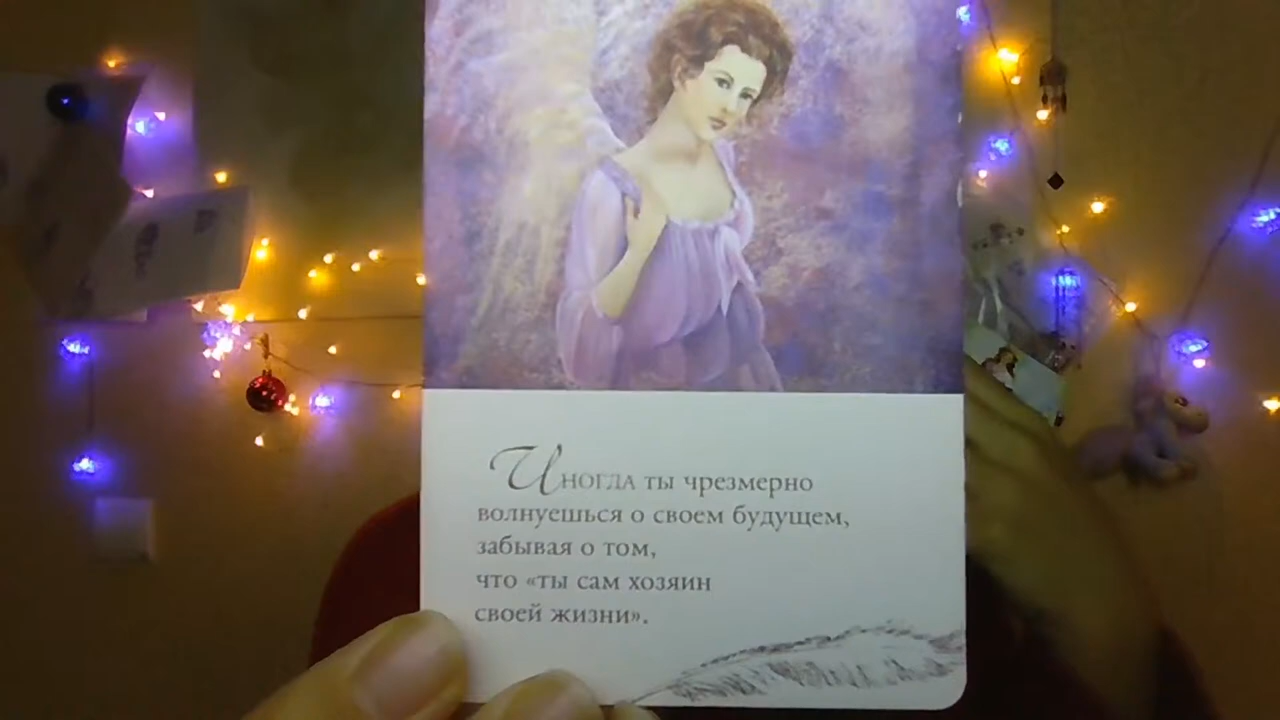 Иногда ты чрезмерно
волнуешься о своем будущем,
забывая о том,
что «ты сам хозяин
своей жизни».